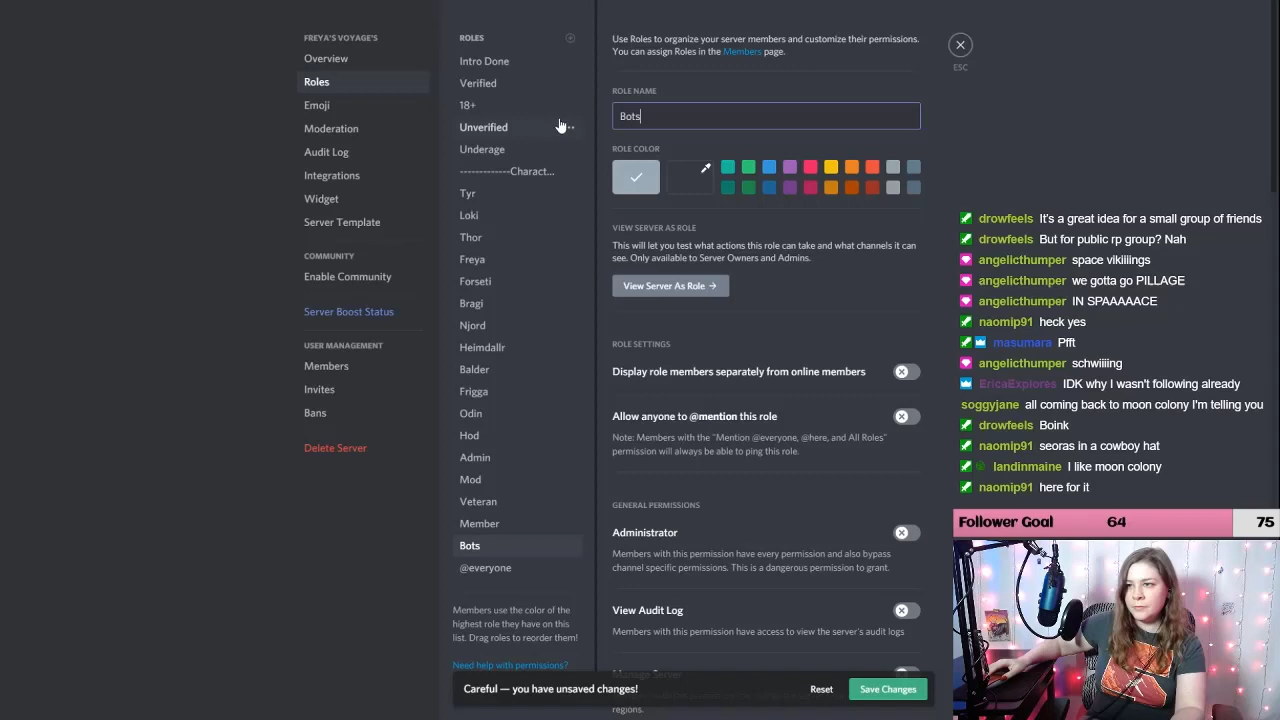 FREYA'S VOYAGE'S
Overview
Roles
Emoji
Moderation
Audit Log
Integrations
Widget
Server Template
COMMUNITY
Enable Community
Server Boost Status
USER MANAGEMENT
Members
Invites
Bans
Delete Server
ROLES
Intro Done
Verified
18+
Unverified
Underage
-------------Charact...
Tyr
Loki
Thor
Freya
Forseti
Bragi
Njord
Heimdallr
Balder
Frigga
Odin
Hod
Admin
Mod
Veteran
Member
Bots
@everyone
Members use the color of the
highest role they have on this
list. Drag roles to reorder them!
Need help with permissions?
Use Roles to organize your server members and customize their permissions.
You can assign Roles in the Members page.
ROLE NAME
Bots
ROLE COLOR
VIEW SERVER AS ROLE
This will let you test what actions this role can take and what channels it can
see. Only available to Server Owners and Admins.
View Server As Role →
ROLE SETTINGS
Display role members separately from online members
Allow anyone to @mention this role
Note: Members with the "Mention @everyone, @here, and All Roles"
permission will always be able to ping this role.
GENERAL PERMISSIONS
Administrator
Members with this permission have every permission and also bypass
channel specific permissions. This is a dangerous permission to grant.
View Audit Log
Members with this permission have access to view the server's audit logs
Manage Server
regions.
Careful — you have unsaved changes!
Reset
Save Changes
ESC
drowfeels It's a great idea for a small group of friends
drowfeels But for public rp group? Nah
angelicthumper space vikiiiings
angelicthumper we gotta go PILLAGE
angelicthumper IN SPAAAAACE
naomip91 heck yes
masumara Pfft
angelicthumper schwiiiing
EricaExplores IDK why I wasn't following already
soggyjane all coming back to moon colony I'm telling you
drowfeels Boink
naomip91 seoras in a cowboy hat
landinmaine I like moon colony
naomip91 here for it
Follower Goal 64 75